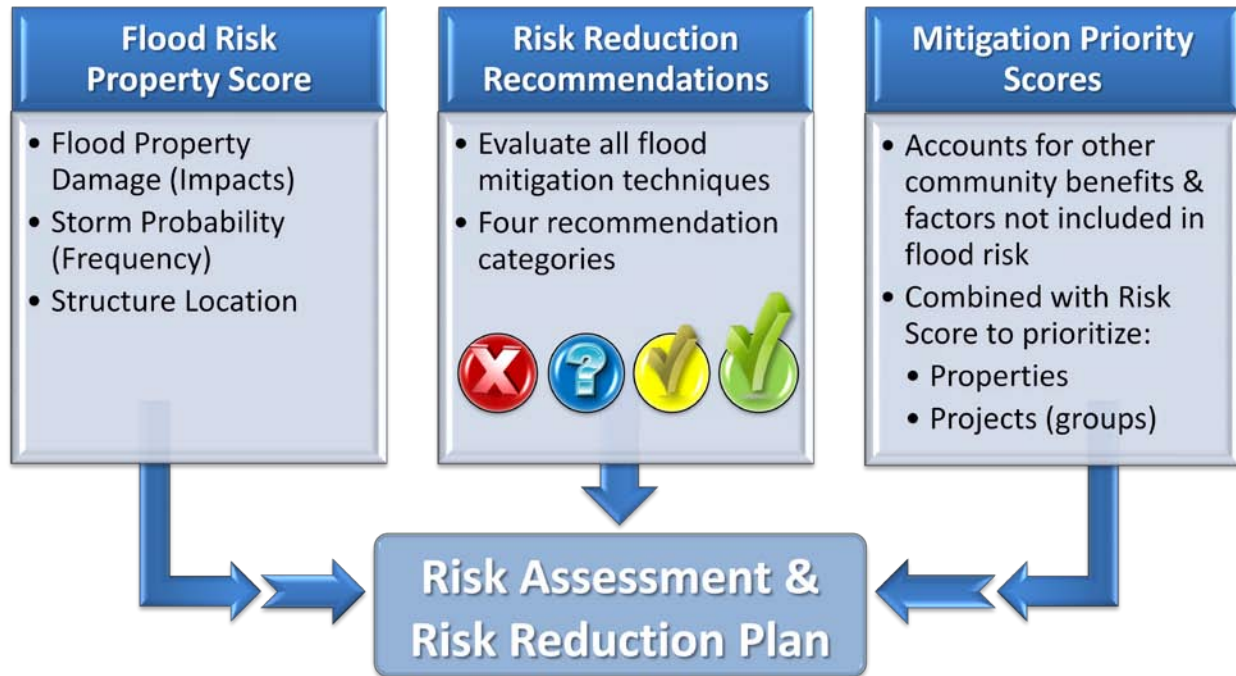 Flood Risk
Property Score
• Flood Property
Damage (Impacts)
• Storm Probability
(Frequency)
• Structure Location
Risk Reduction
Recommendations
• Evaluate all flood
mitigation techniques
• Four recommendation
categories
X ? ✓ ✓
Mitigation Priority
Scores
• Accounts for other
community benefits &
factors not included in
flood risk
• Combined with Risk
Score to prioritize:
• Properties
• Projects (groups)
Risk Assessment &
Risk Reduction Plan